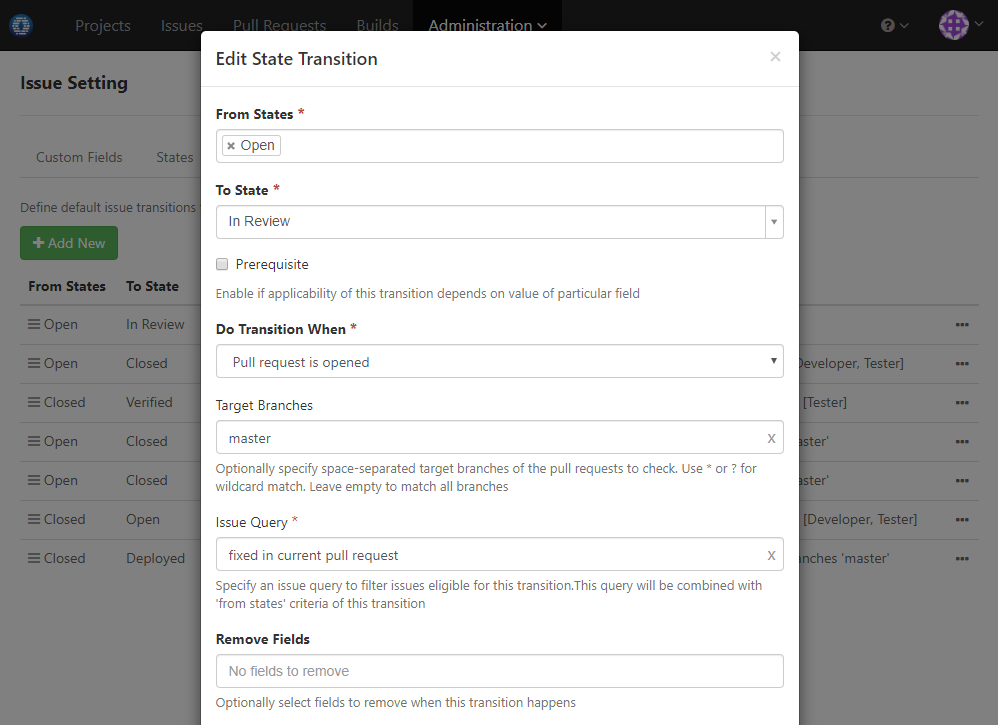 Projects Issues Pull Requests Builds Administration
Edit State Transition ×
Issue Setting
From States *
× Open
Custom Fields States
To State *
In Review
Define default issue transitions
+ Add New
Prerequisite
Enable if applicability of this transition depends on value of particular field
From States To State
Do Transition When *
Open In Review
Pull request is opened
Open Closed Developer, Tester]
Target Branches
Closed Verified [Tester]
master x
Open Closed aster'
Optionally specify space-separated target branches of the pull requests to check. Use * or ? for
wildcard match. Leave empty to match all branches
Open Closed aster'
Issue Query *
Closed Open [Developer, Tester]
fixed in current pull request x
Closed Deployed anches 'master'
Specify an issue query to filter issues eligible for this transition.This query will be combined with
'from states' criteria of this transition
Remove Fields
No fields to remove
Optionally select fields to remove when this transition happens